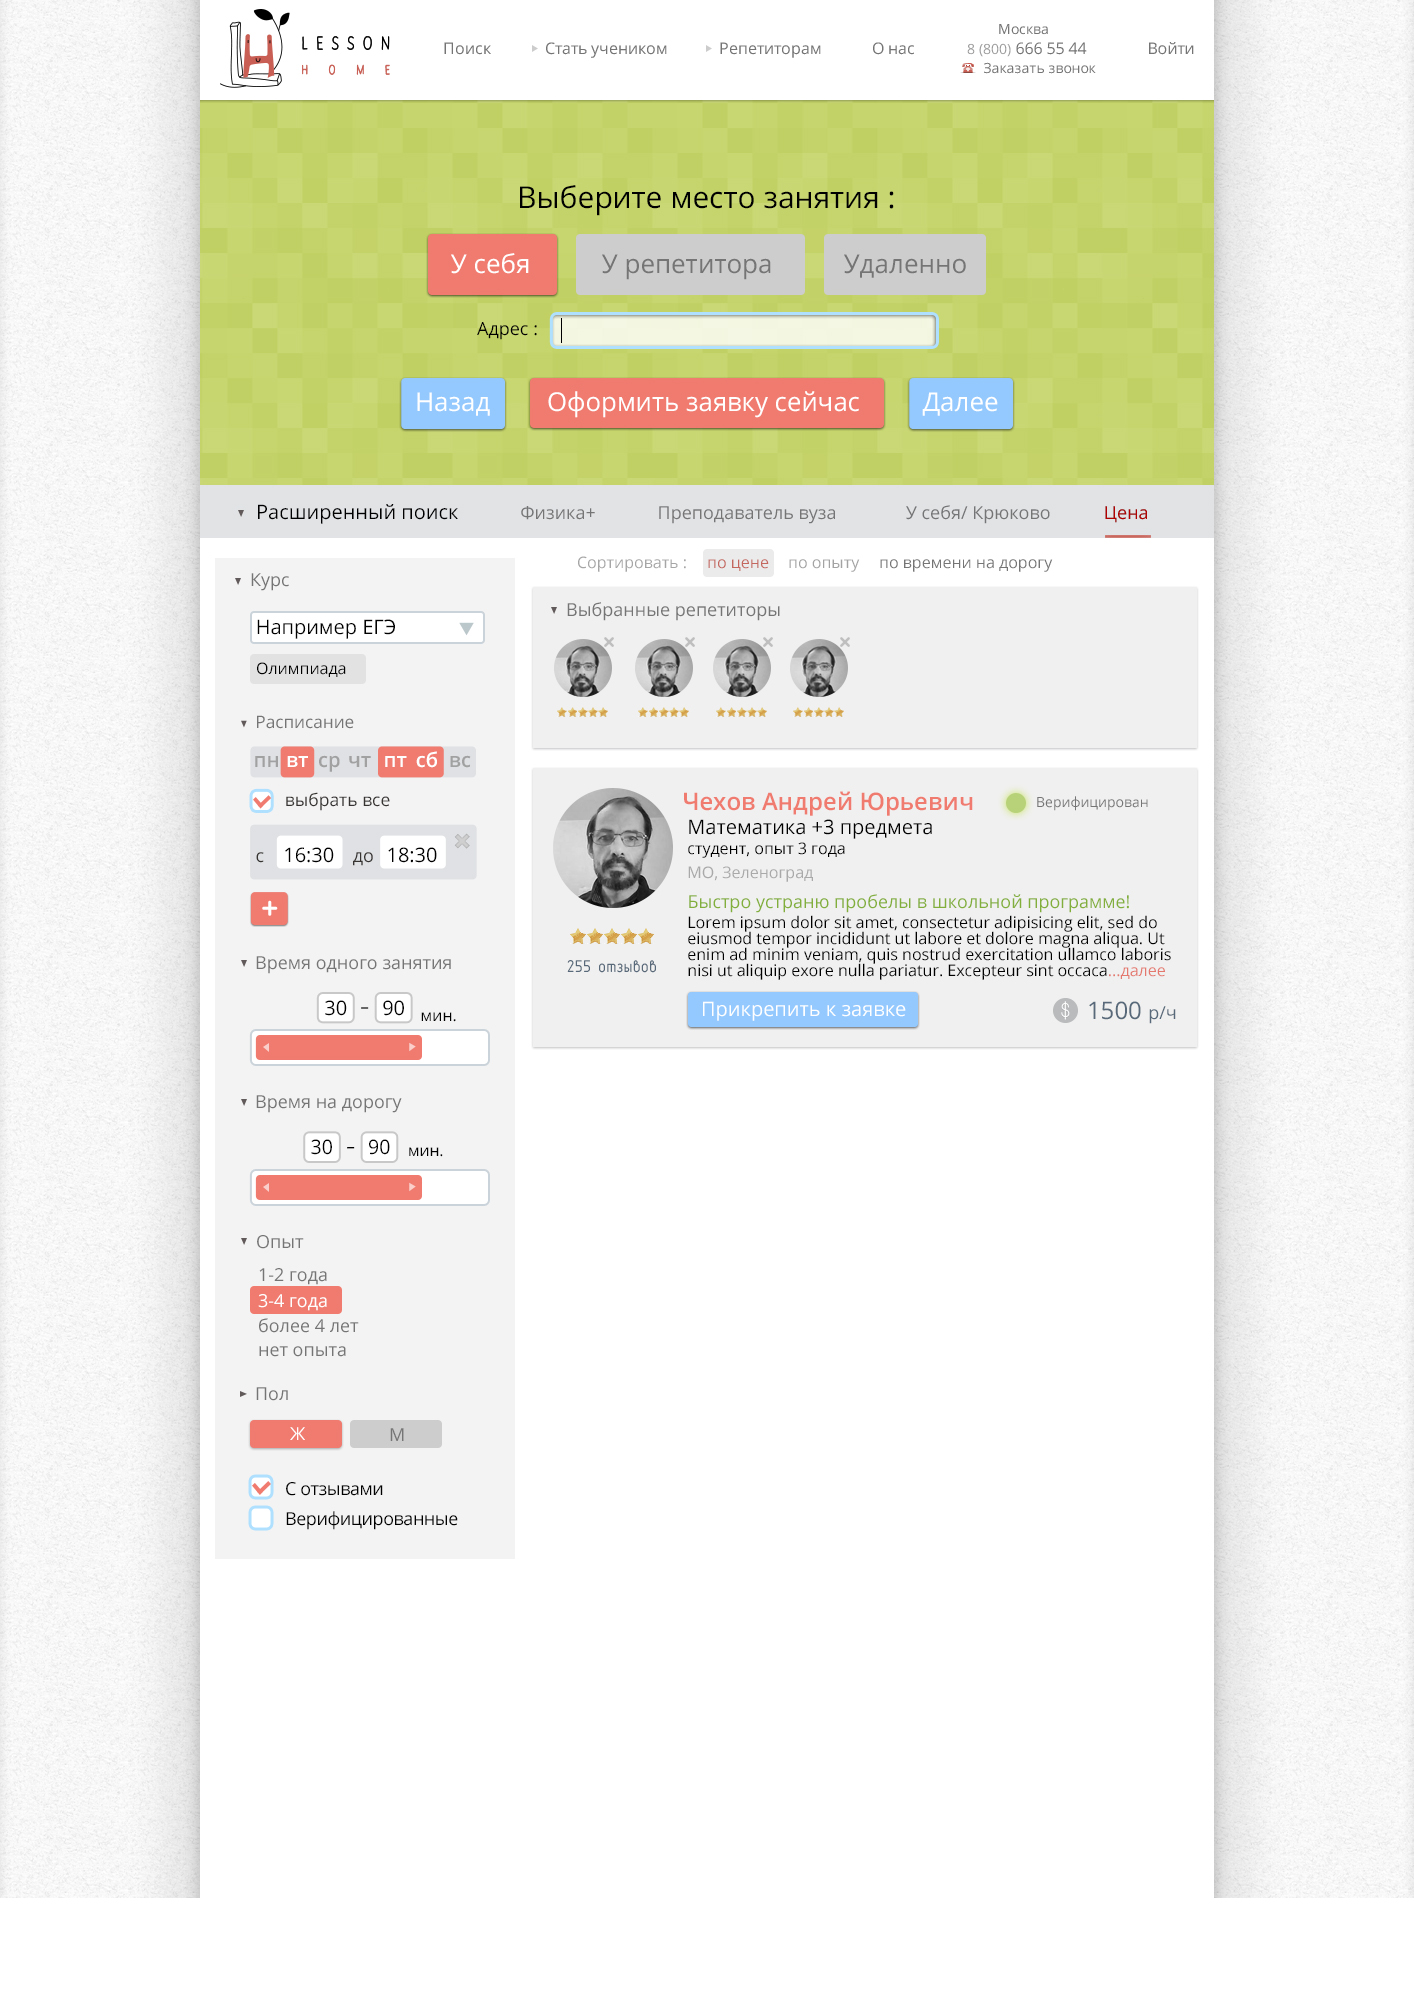 LESSON
HOME
Поиск
Стать учеником
Репетиторам
О нас
Москва
8 (800) 666 55 44
Заказать звонок
Войти
Выберите место занятия :
У себя
У репетитора
Удаленно
Адрес :
Назад
Оформить заявку сейчас
Далее
Расширенный поиск
Физика+
Преподаватель вуза
У себя/ Крюково
Цена
Курс
Например ЕГЭ
Олимпиада
Расписание
пн вт ср чт пт сб вс
выбрать все
с 16:30 до 18:30
+
Время одного занятия
30 - 90 мин.
Время на дорогу
30 - 90 мин.
Опыт
1-2 года
3-4 года
более 4 лет
нет опыта
Пол
Ж
М
С отзывами
Верифицированные
Сортировать : по цене по опыту по времени на дорогу
Выбранные репетиторы
Чехов Андрей Юрьевич
Верифицирован
Математика +3 предмета
студент, опыт 3 года
МО, Зеленоград
Быстро устраню пробелы в школьной программе!
Lorem ipsum dolor sit amet, consectetur adipisicing elit, sed do
eiusmod tempor incididunt ut labore et dolore magna aliqua. Ut
enim ad minim veniam, quis nostrud exercitation ullamco laboris
nisi ut aliquip exore nulla pariatur. Excepteur sint occaca...далее
255 отзывов
Прикрепить к заявке
$ 1500 р/ч